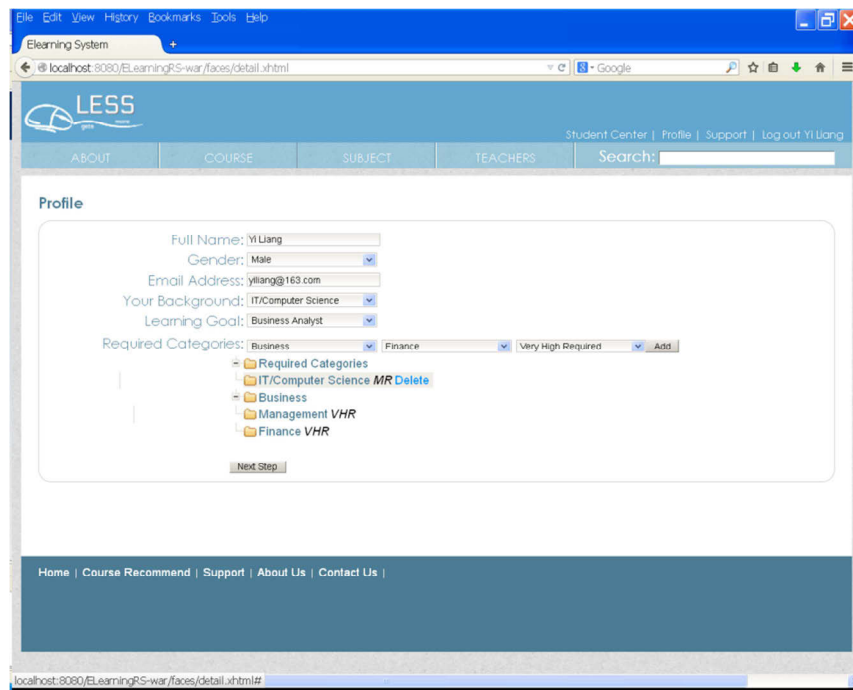 File Edit View History Bookmarks Tools Help
Elearning System +
localhost:8080/ELearningRS-war/faces/detail.xhtml
8 - Google
LESS
gets more
Student Center | Profile | Support | Log out Yi Liang
ABOUT COURSE SUBJECT TEACHERS Search:
Profile
Full Name: Yi Liang
Gender: Male
Email Address: yiliang@163.com
Your Background: IT/Computer Science
Learning Goal: Business Analyst
Required Categories: Business Finance Very High Required Add
Required Categories
IT/Computer Science MR Delete
Business
Management VHR
Finance VHR
Next Step
Home | Course Recommend | Support | About Us | Contact Us |
localhost:8080/ELearningRS-war/faces/detail.xhtml#